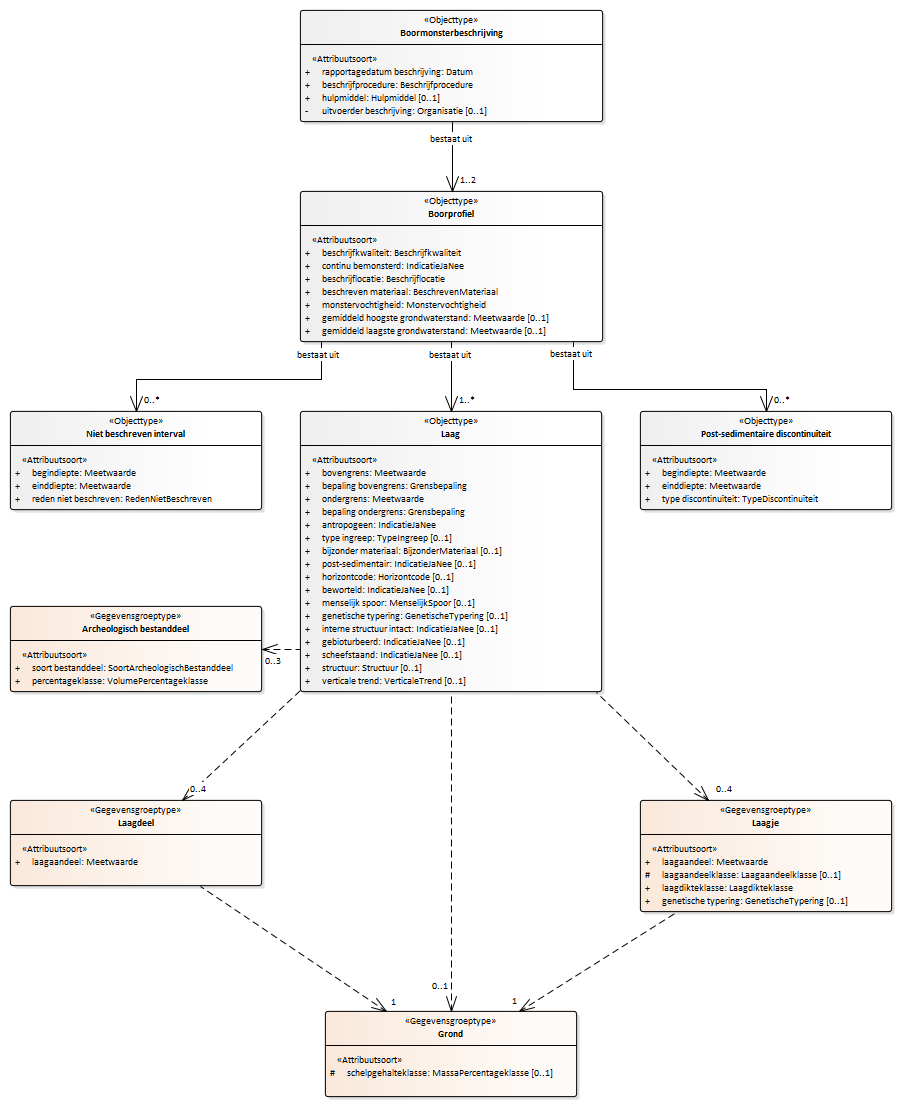 «Objecttype»
Boormonsterbeschrijving
«Attribuutsoort»
+ rapportagedatum beschrijving: Datum
+ beschrijfprocedure: Beschrijfprocedure
+ hulpmiddel: Hulpmiddel [0..1]
- uitvoerder beschrijving: Organisatie [0..1]
bestaat uit
1..2
«Objecttype»
Boorprofiel
«Attribuutsoort»
+ beschrijfkwaliteit: Beschrijfkwaliteit
+ continu bemonsterd: IndicatieJaNee
+ beschrijflocatie: Beschrijflocatie
+ beschreven materiaal: BeschrevenMateriaal
+ monstervochtigheid: Monstervochtigheid
+ gemiddeld hoogste grondwaterstand: Meetwaarde [0..1]
+ gemiddeld laagste grondwaterstand: Meetwaarde [0..1]
bestaat uit
bestaat uit
bestaat uit
0..*
1..*
0..*
«Objecttype»
Niet beschreven interval
«Attribuutsoort»
+ begindiepte: Meetwaarde
+ einddiepte: Meetwaarde
+ reden niet beschreven: RedenNietBeschreven
«Objecttype»
Laag
«Attribuutsoort»
+ bovengrens: Meetwaarde
+ bepaling bovengrens: Grensbepaling
+ ondergrens: Meetwaarde
+ bepaling ondergrens: Grensbepaling
+ antropogeen: IndicatieJaNee
+ type ingreep: TypeIngreep [0..1]
+ bijzonder materiaal: BijzonderMateriaal [0..1]
+ post-sedimentair: IndicatieJaNee [0..1]
+ horizontcode: Horizontcode [0..1]
+ beworteld: IndicatieJaNee [0..1]
+ menselijk spoor: MenselijkSpoor [0..1]
+ genetische typering: GenetischeTypering [0..1]
+ interne structuur intact: IndicatieJaNee [0..1]
+ gebioturbeerd: IndicatieJaNee [0..1]
+ scheefstaand: IndicatieJaNee [0..1]
+ structuur: Structuur [0..1]
+ verticale trend: VerticaleTrend [0..1]
«Objecttype»
Post-sedimentaire discontinuïteit
«Attribuutsoort»
+ begindiepte: Meetwaarde
+ einddiepte: Meetwaarde
+ type discontinuïteit: TypeDiscontinuïteit
«Gegevensgroeptype»
Archeologisch bestanddeel
«Attribuutsoort»
+ soort bestanddeel: SoortArcheologischBestanddeel
+ percentageklasse: VolumePercentageklasse
0..3
0..4
0..4
«Gegevensgroeptype»
Laagdeel
«Attribuutsoort»
+ laagaandeel: Meetwaarde
«Gegevensgroeptype»
Laagje
«Attribuutsoort»
+ laagaandeel: Meetwaarde
# laagaandeelklasse: Laagaandeelklasse [0..1]
+ laagdikteklasse: Laagdikteklasse
+ genetische typering: GenetischeTypering [0..1]
1
0..1
1
«Gegevensgroeptype»
Grond
«Attribuutsoort»
# schelpgehalteklasse: MassaPercentageklasse [0..1]